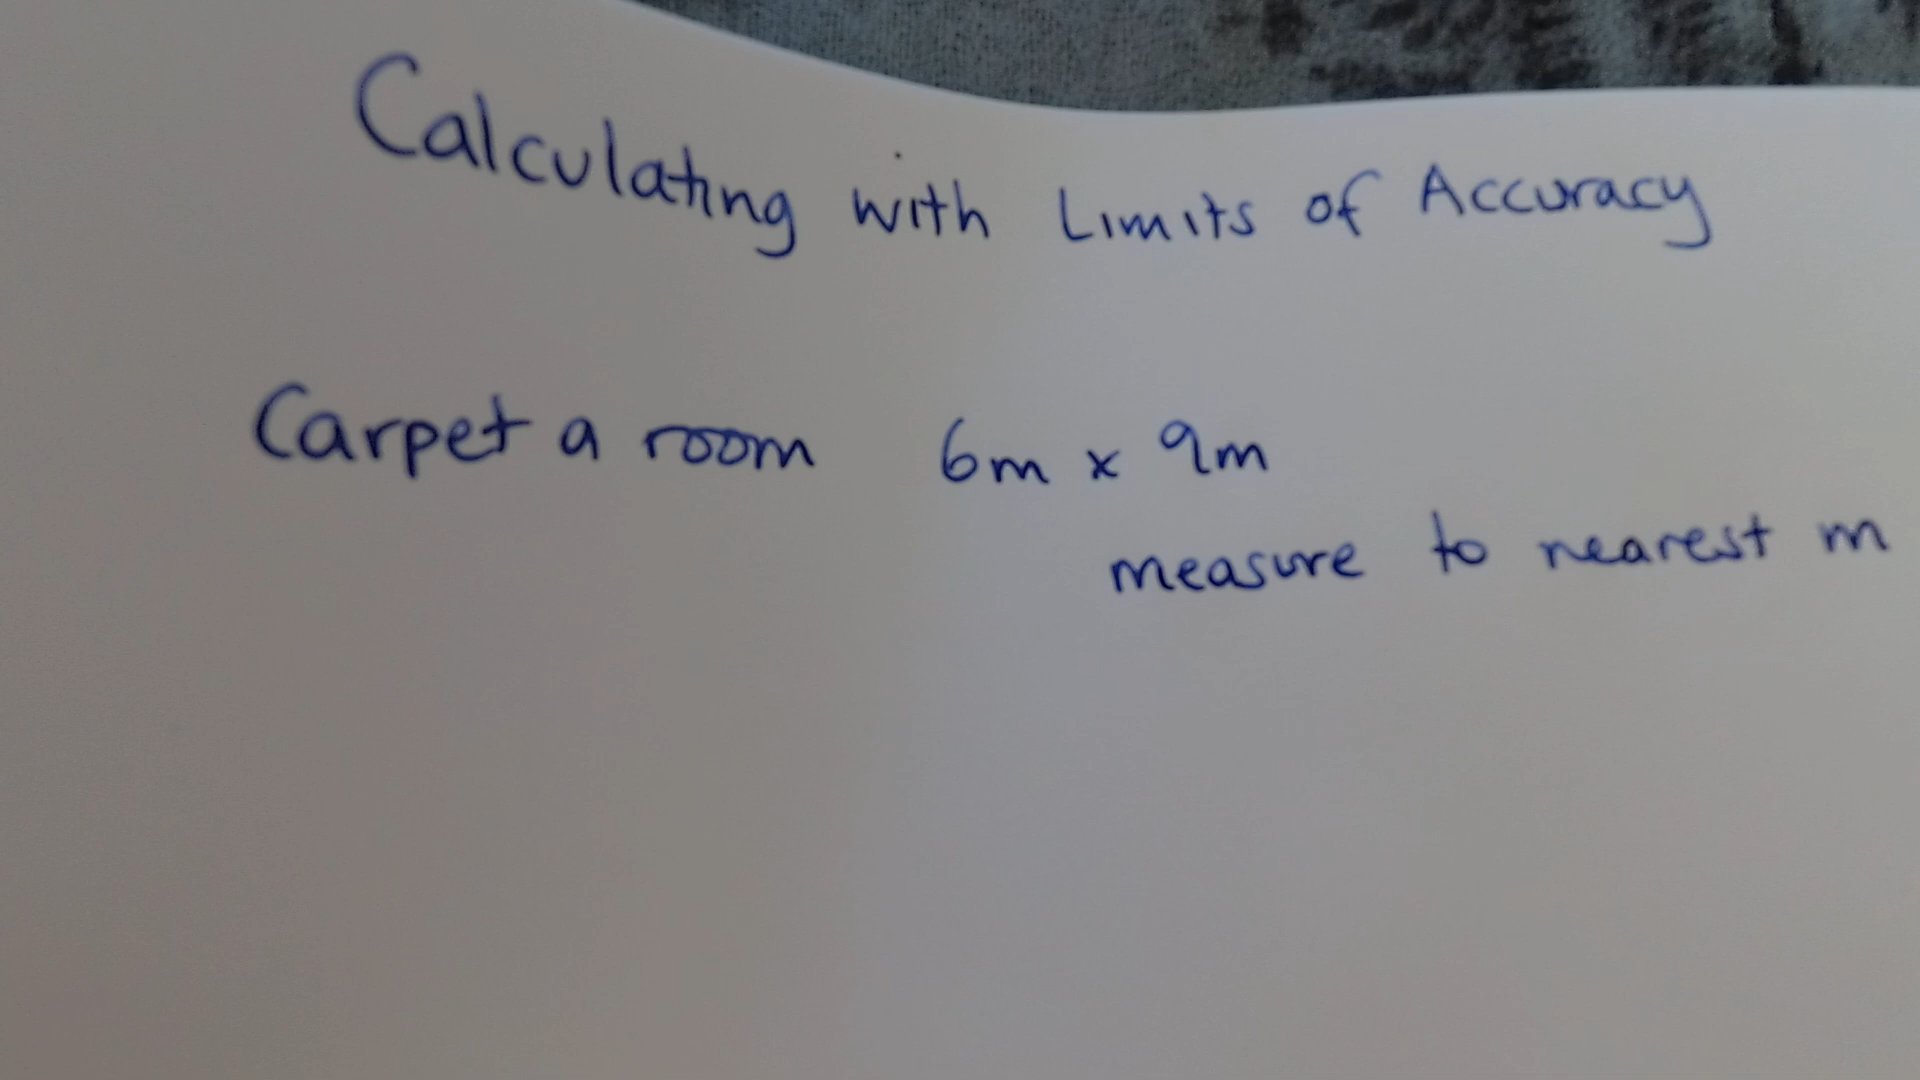 Calculating with Limits of Accuracy
Carpet a room 6m x 9m
measure to nearest m